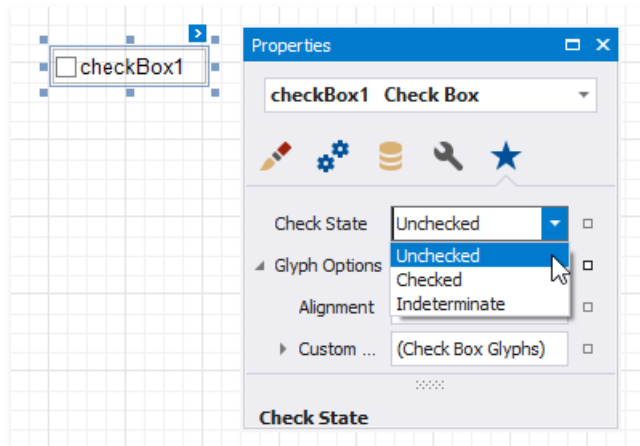 checkBox1
Properties
checkBox1 Check Box
Check State Unchecked
Unchecked
Glyph Options
Checked
Indeterminate
Alignment
Custom ... (Check Box Glyphs)
Check State